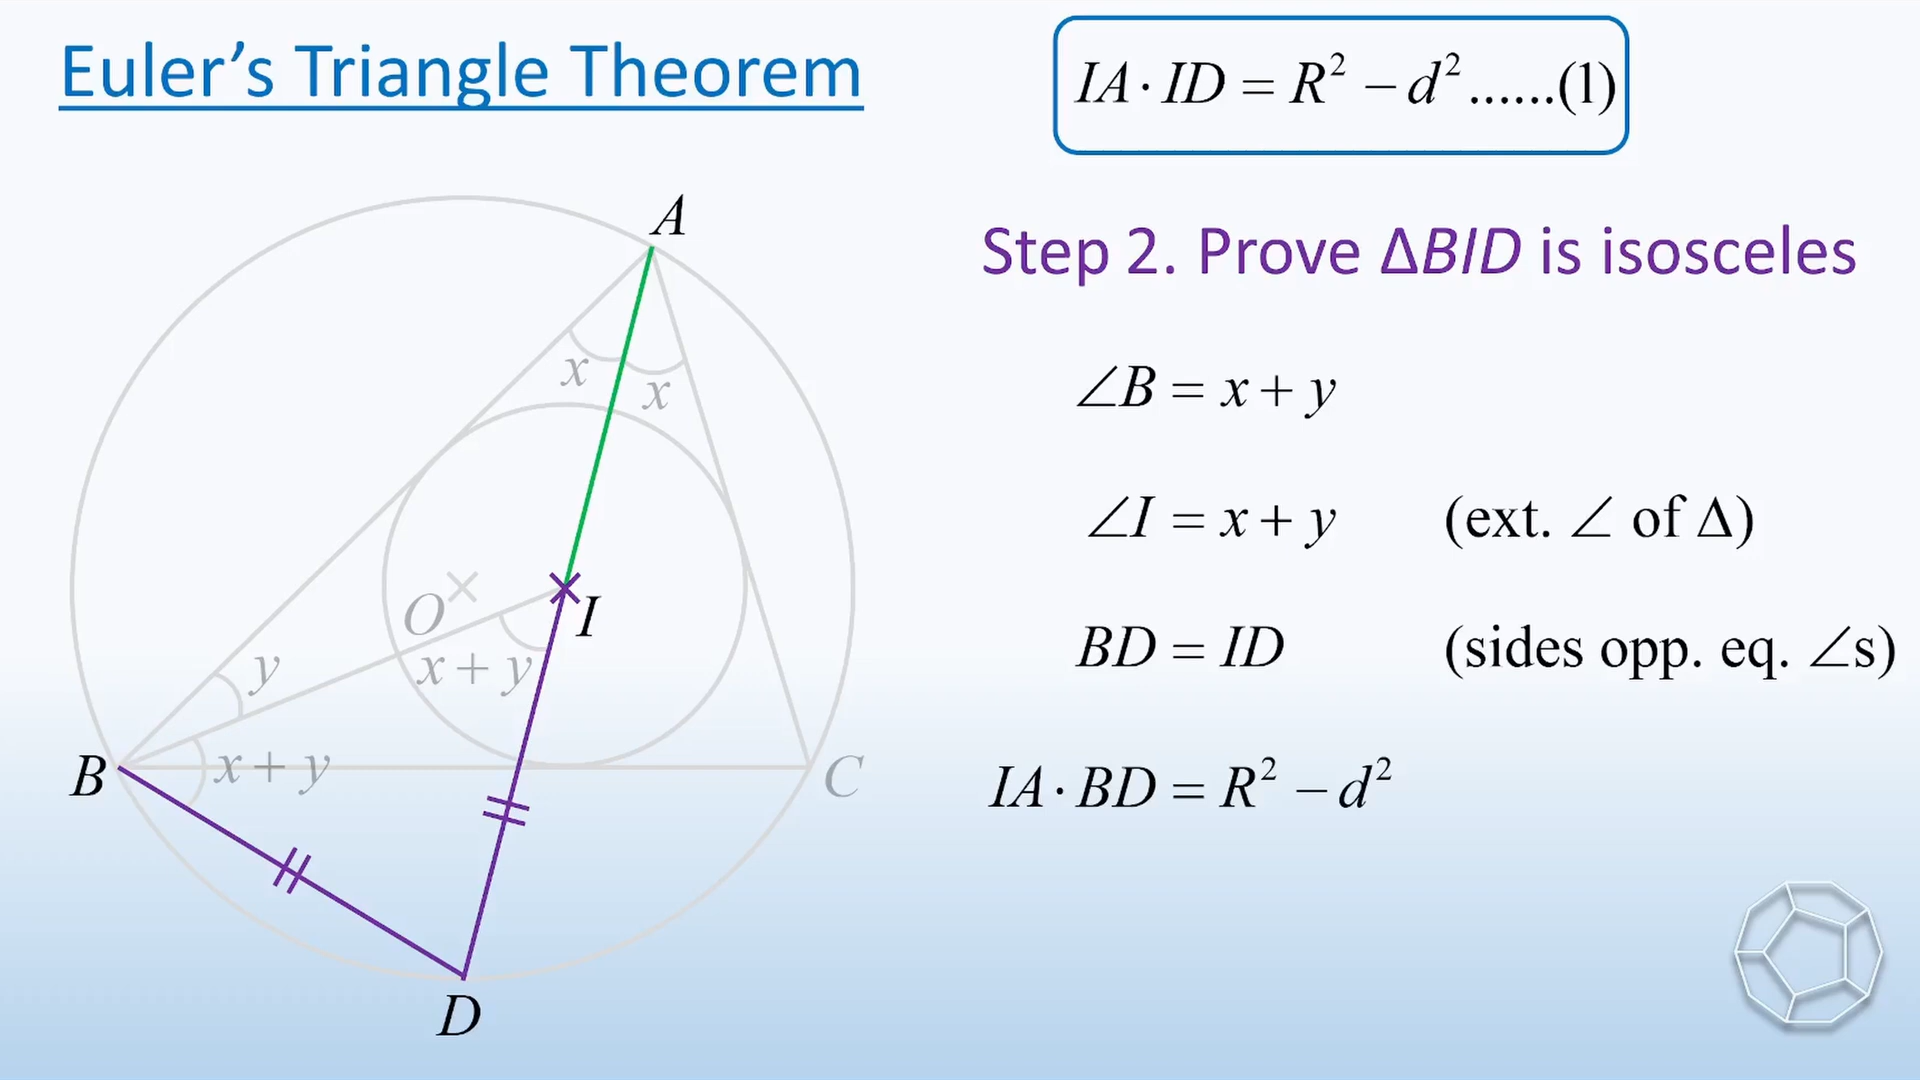 Euler’s Triangle Theorem
IA · ID = R² − d² ......(1)
Step 2. Prove ΔBID is isosceles
∠B = x + y
∠I = x + y (ext. ∠ of Δ)
BD = ID (sides opp. eq. ∠s)
IA · BD = R² − d²
A
x
x
O
I
y
x + y
B
x + y
C
D